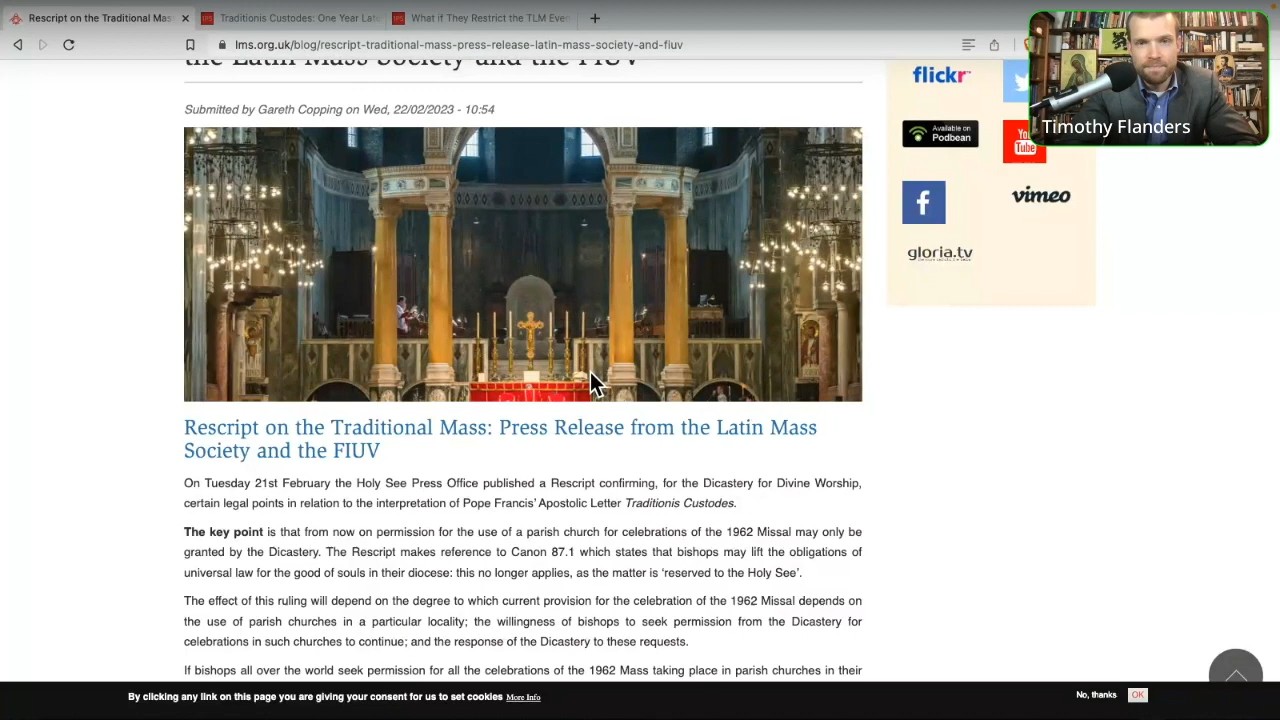 Rescript on the Traditional Mas
Traditionis Custodes: One Year Late
What if They Restrict the TLM Even
lms.org.uk/blog/rescript-traditional-mass-press-release-latin-mass-society-and-fiuv
the Latin Mass Society and the FIUV
Submitted by Gareth Copping on Wed, 22/02/2023 - 10:54
flickr
Available on
Podbean
You
Tube
vimeo
gloria.tv
Timothy Flanders
Rescript on the Traditional Mass: Press Release from the Latin Mass
Society and the FIUV
On Tuesday 21st February the Holy See Press Office published a Rescript confirming, for the Dicastery for Divine Worship,
certain legal points in relation to the interpretation of Pope Francis' Apostolic Letter Traditionis Custodes.
The key point is that from now on permission for the use of a parish church for celebrations of the 1962 Missal may only be
granted by the Dicastery. The Rescript makes reference to Canon 87.1 which states that bishops may lift the obligations of
universal law for the good of souls in their diocese: this no longer applies, as the matter is 'reserved to the Holy See'.
The effect of this ruling will depend on the degree to which current provision for the celebration of the 1962 Missal depends on
the use of parish churches in a particular locality; the willingness of bishops to seek permission from the Dicastery for
celebrations in such churches to continue; and the response of the Dicastery to these requests.
If bishops all over the world seek permission for all the celebrations of the 1962 Mass taking place in parish churches in their
By clicking any link on this page you are giving your consent for us to set cookies More Info
No, thanks
OK